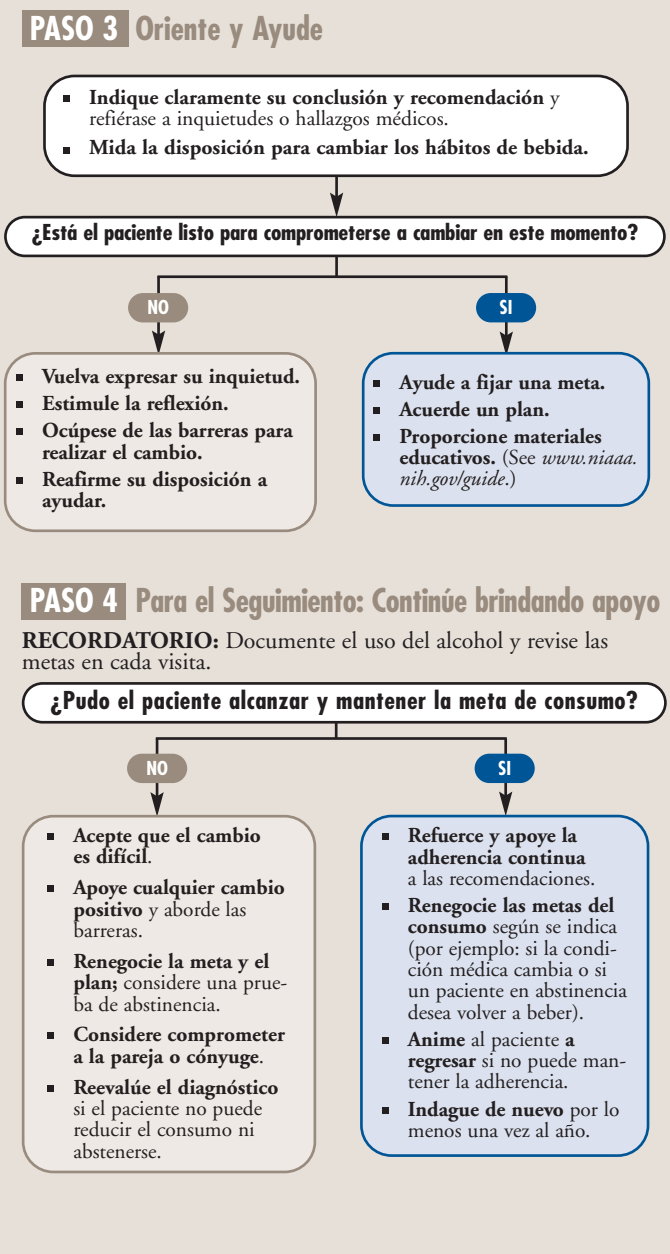 PASO 3 Oriente y Ayude
▪ Indique claramente su conclusión y recomendación y
refiérase a inquietudes o hallazgos médicos.
▪ Mida la disposición para cambiar los hábitos de bebida.
¿Está el paciente listo para comprometerse a cambiar en este momento?
NO
▪ Vuelva expresar su inquietud.
▪ Estimule la reflexión.
▪ Ocúpese de las barreras para
realizar el cambio.
▪ Reafirme su disposición a
ayudar.
SI
▪ Ayude a fijar una meta.
▪ Acuerde un plan.
▪ Proporcione materiales
educativos. (See www.niaaa.
nih.gov/guide.)
PASO 4 Para el Seguimiento: Continúe brindando apoyo
RECORDATORIO: Documente el uso del alcohol y revise las
metas en cada visita.
¿Pudo el paciente alcanzar y mantener la meta de consumo?
NO
▪ Acepte que el cambio
es difícil.
▪ Apoye cualquier cambio
positivo y aborde las
barreras.
▪ Renegocie la meta y el
plan; considere una prue-
ba de abstinencia.
▪ Considere comprometer
a la pareja o cónyuge.
▪ Reevalúe el diagnóstico
si el paciente no puede
reducir el consumo ni
abstenerse.
SI
▪ Refuerce y apoye la
adherencia continua
a las recomendaciones.
▪ Renegocie las metas del
consumo según se indica
(por ejemplo: si la condi-
ción médica cambia o si
un paciente en abstinencia
desea volver a beber).
▪ Anime al paciente a
regresar si no puede man-
tener la adherencia.
▪ Indague de nuevo por lo
menos una vez al año.